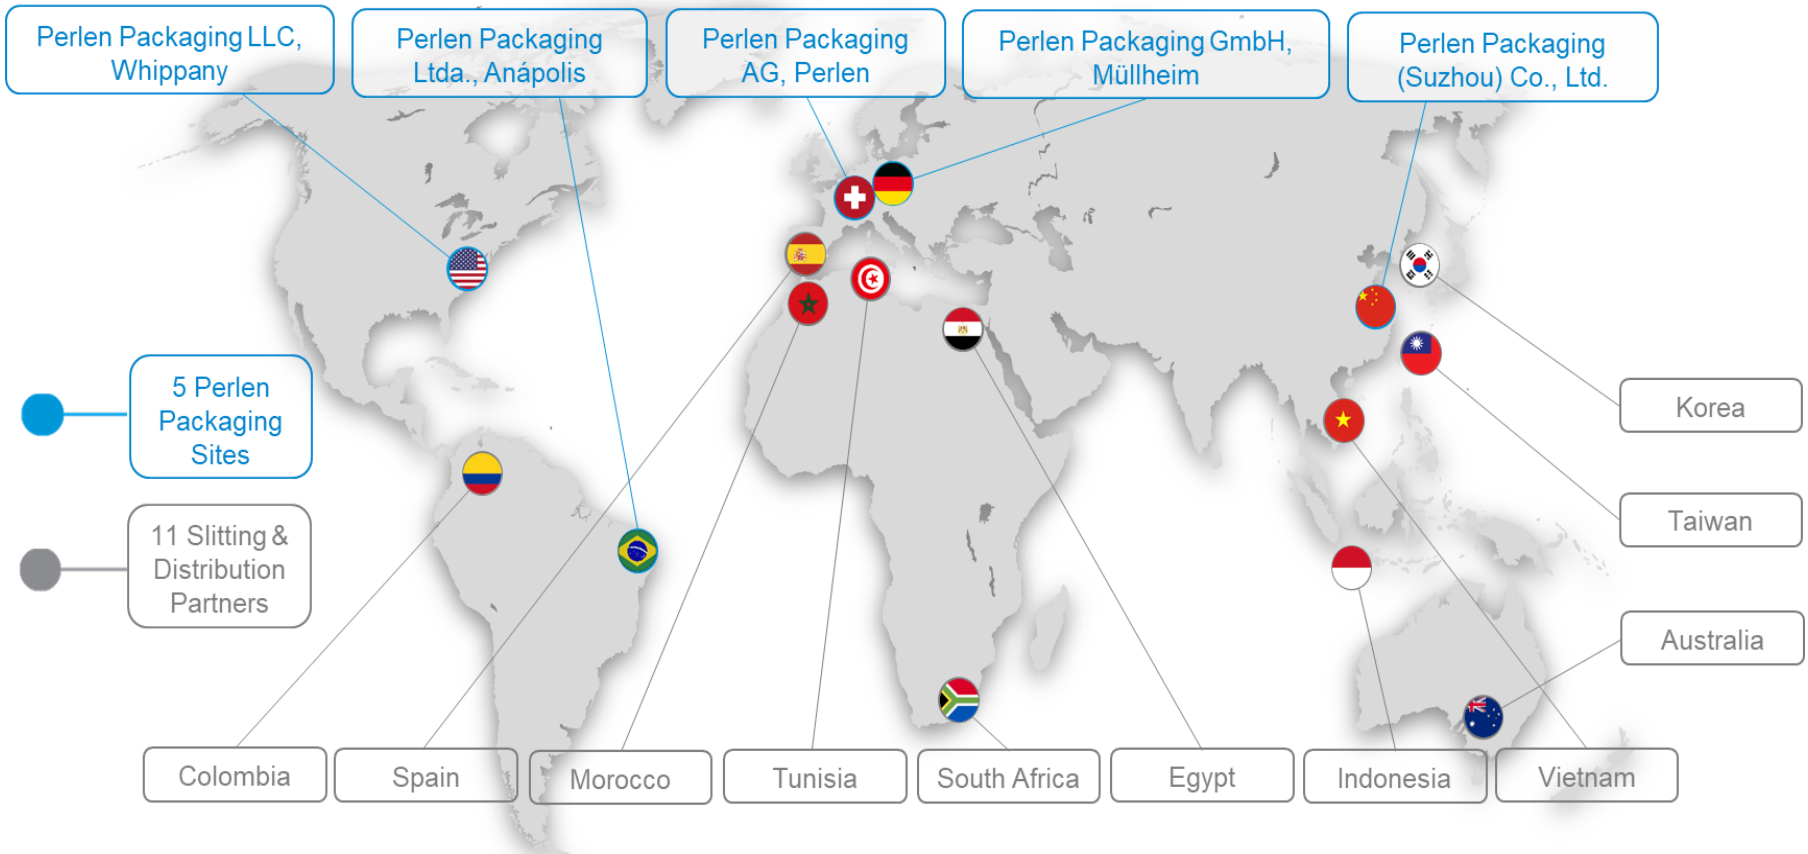 Perlen Packaging LLC,
Whippany
Perlen Packaging
Ltda., Anápolis
Perlen Packaging
AG, Perlen
Perlen Packaging GmbH,
Müllheim
Perlen Packaging
(Suzhou) Co., Ltd.
5 Perlen
Packaging
Sites
11 Slitting &
Distribution
Partners
Korea
Taiwan
Australia
Colombia
Spain
Morocco
Tunisia
South Africa
Egypt
Indonesia
Vietnam